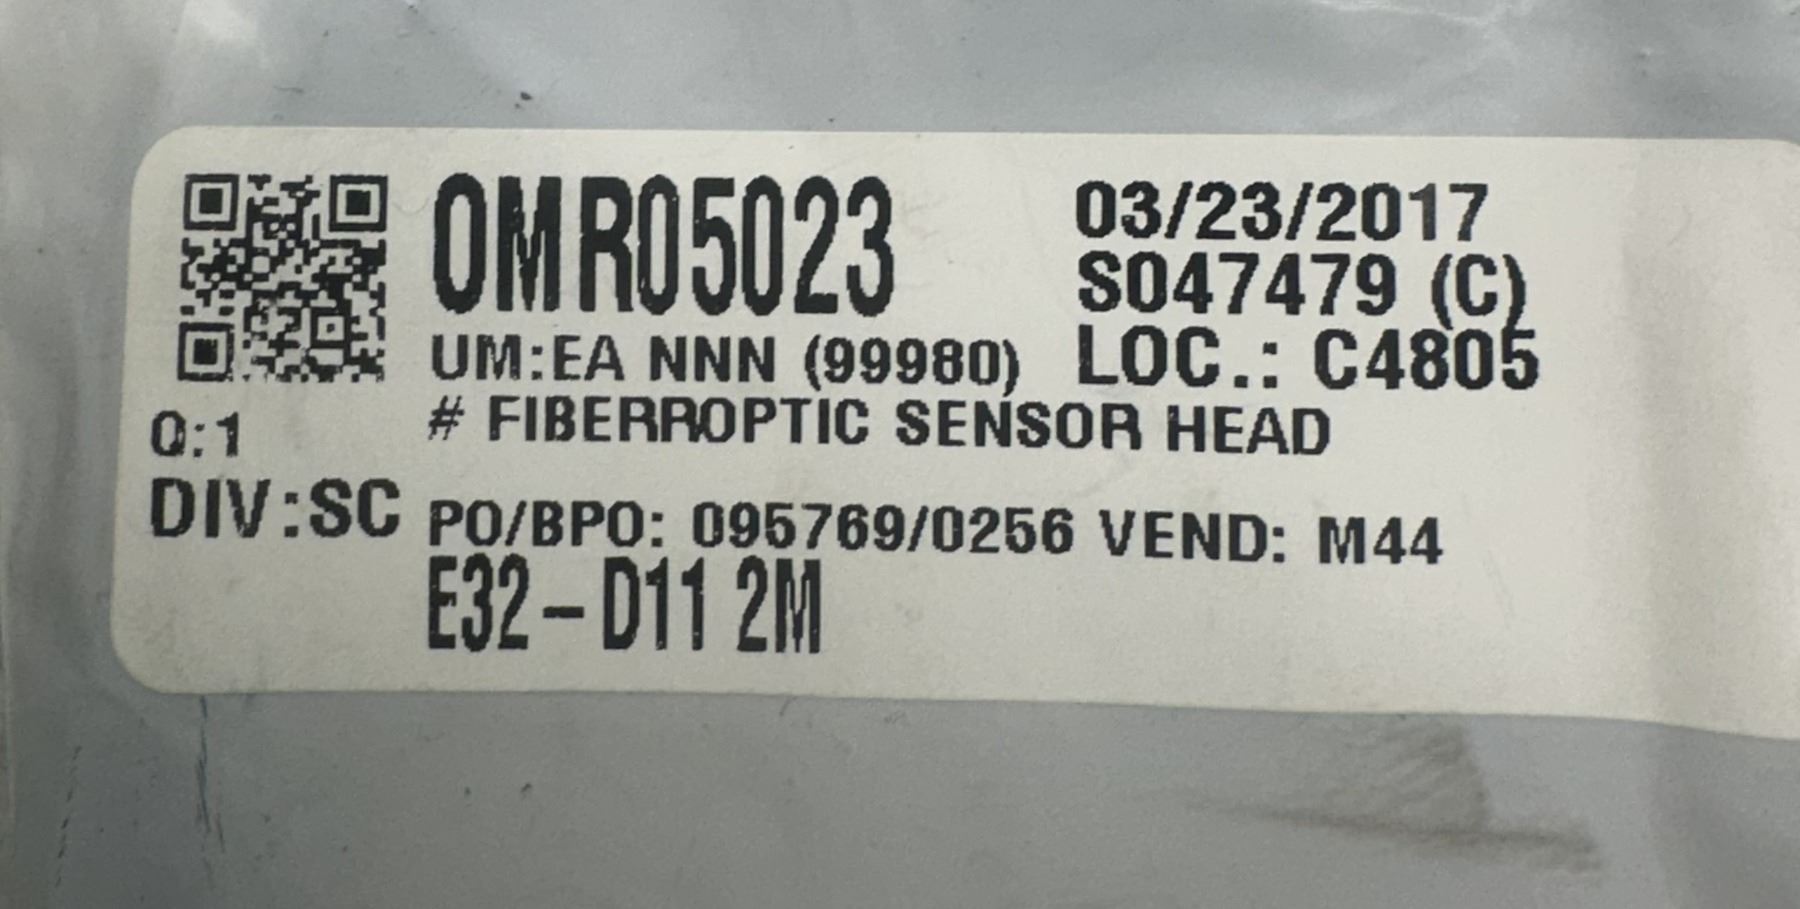 OMR05023
03/23/2017
S047479 (C)
UM:EA NNN (99980)
LOC.: C4805
Q:1
# FIBERROPTIC SENSOR HEAD
DIV:SC
PO/BPO: 095769/0256 VEND: M44
E32-D11 2M